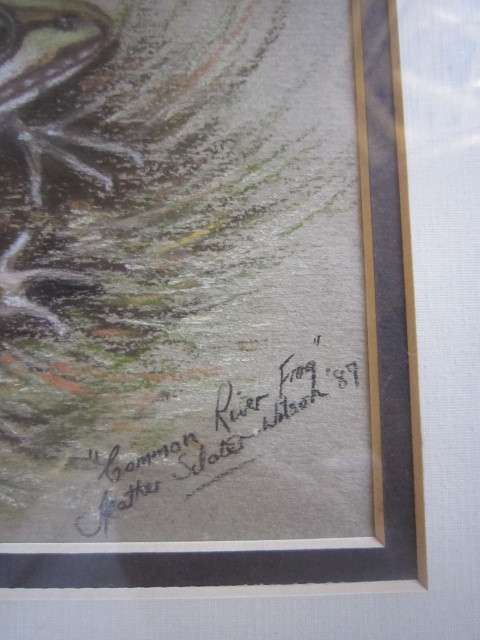 "Common River Frog"
Heather Sclater-Watson '87